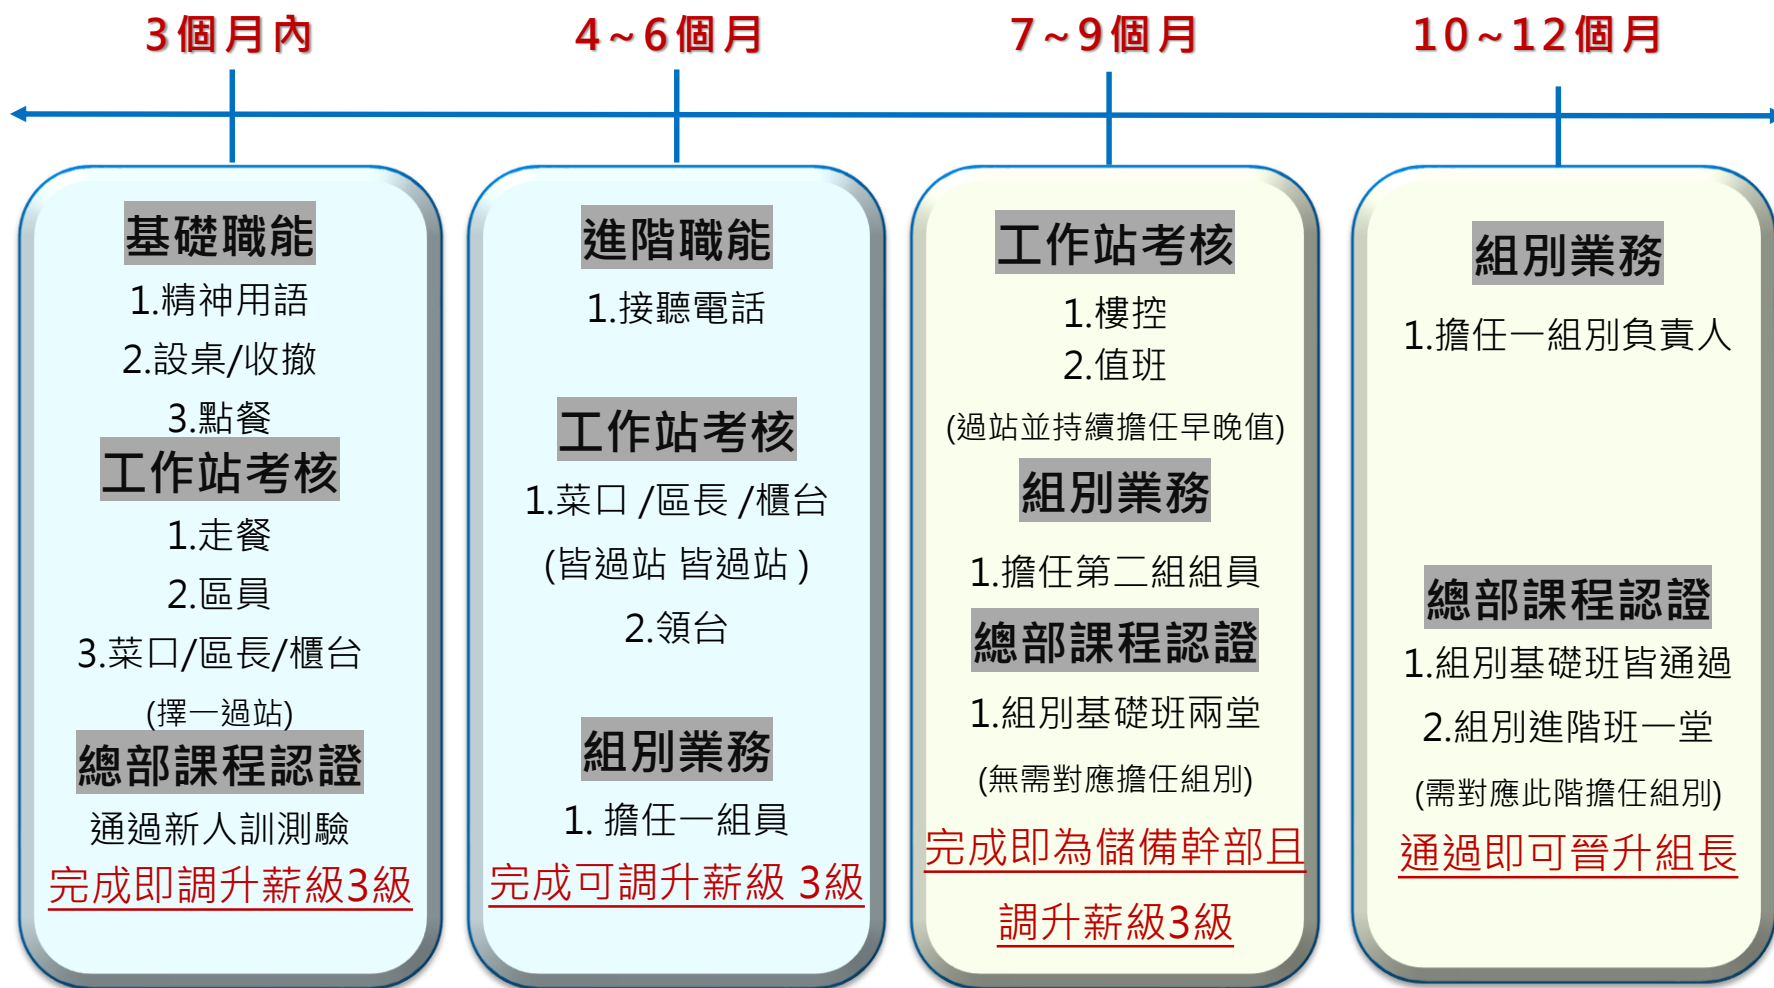 3個月內
4~6個月
7~9個月
10~12個月
基礎職能
1.精神用語
2.設桌/收撤
3.點餐
工作站考核
1.走餐
2.區員
3.菜口/區長/櫃台
(擇一過站)
總部課程認證
通過新人訓測驗
完成即調升薪級3級
進階職能
1.接聽電話
工作站考核
1.菜口 /區長 /櫃台
(皆過站 皆過站 )
2.領台
組別業務
1. 擔任一組員
完成可調升薪級 3級
工作站考核
1.樓控
2.值班
(過站並持續擔任早晚值)
組別業務
1.擔任第二組組員
總部課程認證
1.組別基礎班兩堂
(無需對應擔任組別)
完成即為儲備幹部且
調升薪級3級
組別業務
1.擔任一組別負責人
總部課程認證
1.組別基礎班皆通過
2.組別進階班一堂
(需對應此階擔任組別)
通過即可晉升組長